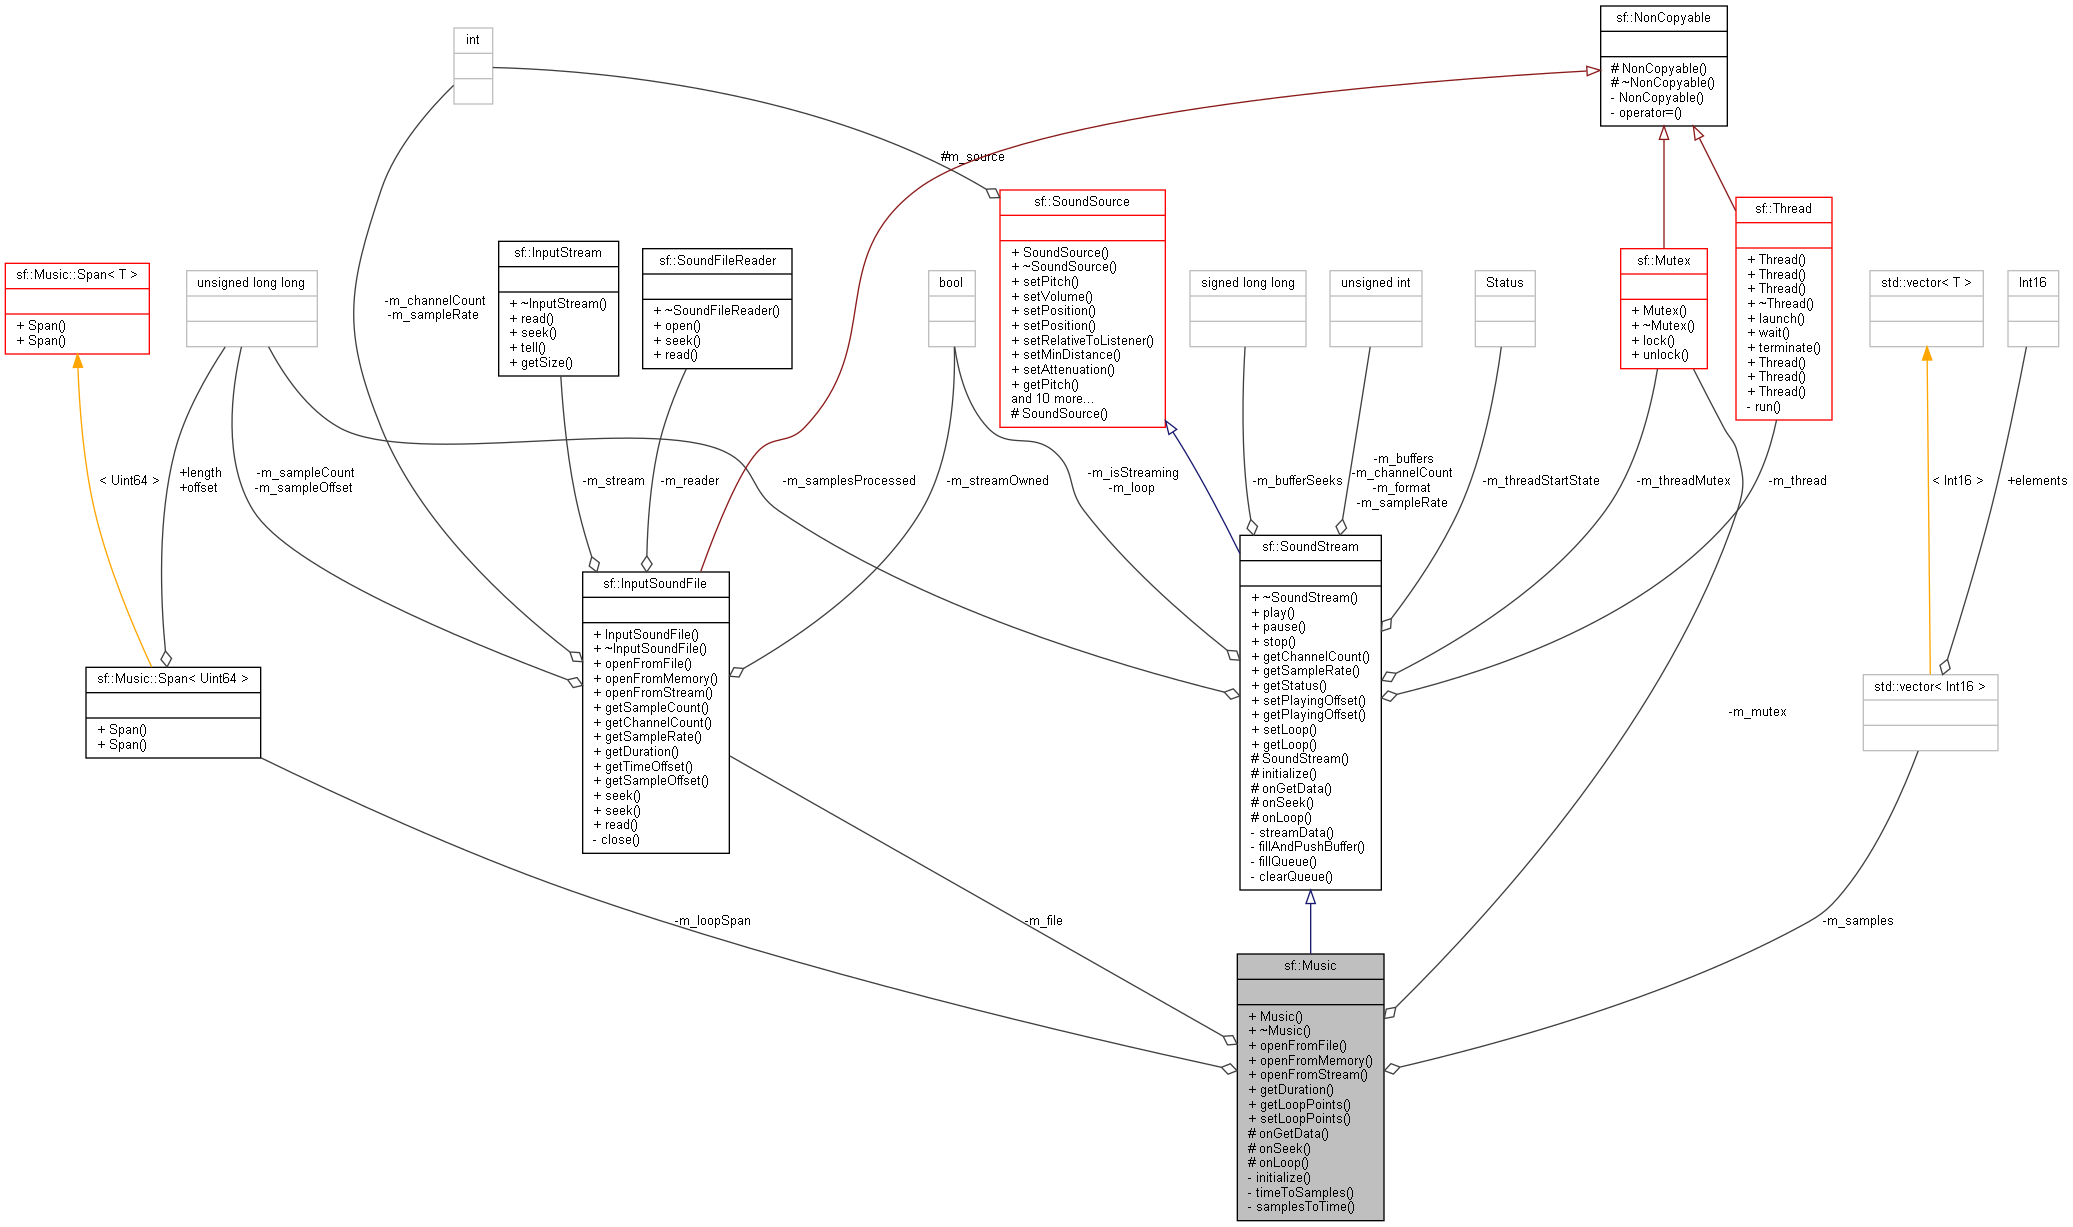 sf::NonCopyable
# NonCopyable()
# ~NonCopyable()
- NonCopyable()
- operator=()
int
#m_source
sf::SoundSource
+ SoundSource()
+ ~SoundSource()
+ setPitch()
+ setVolume()
+ setPosition()
+ setPosition()
+ setRelativeToListener()
+ setMinDistance()
+ setAttenuation()
+ getPitch()
and 10 more...
# SoundSource()
sf::Thread
+ Thread()
+ Thread()
+ Thread()
+ ~Thread()
+ launch()
+ wait()
+ terminate()
+ Thread()
+ Thread()
+ Thread()
- run()
sf::Mutex
+ Mutex()
+ ~Mutex()
+ lock()
+ unlock()
sf::InputStream
+ ~InputStream()
+ read()
+ seek()
+ tell()
+ getSize()
sf::SoundFileReader
+ ~SoundFileReader()
+ open()
+ seek()
+ read()
sf::Music::Span< T >
+ Span()
+ Span()
unsigned long long
-m_channelCount
-m_sampleRate
bool
signed long long
unsigned int
Status
std::vector< T >
Int16
< Uint64 >
+length
+offset
-m_sampleCount
-m_sampleOffset
-m_stream
-m_reader
-m_samplesProcessed
-m_streamOwned
-m_isStreaming
-m_loop
-m_bufferSeeks
-m_buffers
-m_channelCount
-m_format
-m_sampleRate
-m_threadStartState
-m_threadMutex
-m_thread
< Int16 >
+elements
sf::SoundStream
+ ~SoundStream()
+ play()
+ pause()
+ stop()
+ getChannelCount()
+ getSampleRate()
+ getStatus()
+ setPlayingOffset()
+ getPlayingOffset()
+ setLoop()
+ getLoop()
# SoundStream()
# initialize()
# onGetData()
# onSeek()
# onLoop()
- streamData()
- fillAndPushBuffer()
- fillQueue()
- clearQueue()
sf::InputSoundFile
+ InputSoundFile()
+ ~InputSoundFile()
+ openFromFile()
+ openFromMemory()
+ openFromStream()
+ getSampleCount()
+ getChannelCount()
+ getSampleRate()
+ getDuration()
+ getTimeOffset()
+ getSampleOffset()
+ seek()
+ seek()
+ read()
- close()
sf::Music::Span< Uint64 >
+ Span()
+ Span()
std::vector< Int16 >
-m_mutex
-m_loopSpan
-m_file
-m_samples
sf::Music
+ Music()
+ ~Music()
+ openFromFile()
+ openFromMemory()
+ openFromStream()
+ getDuration()
+ getLoopPoints()
+ setLoopPoints()
# onGetData()
# onSeek()
# onLoop()
- initialize()
- timeToSamples()
- samplesToTime()